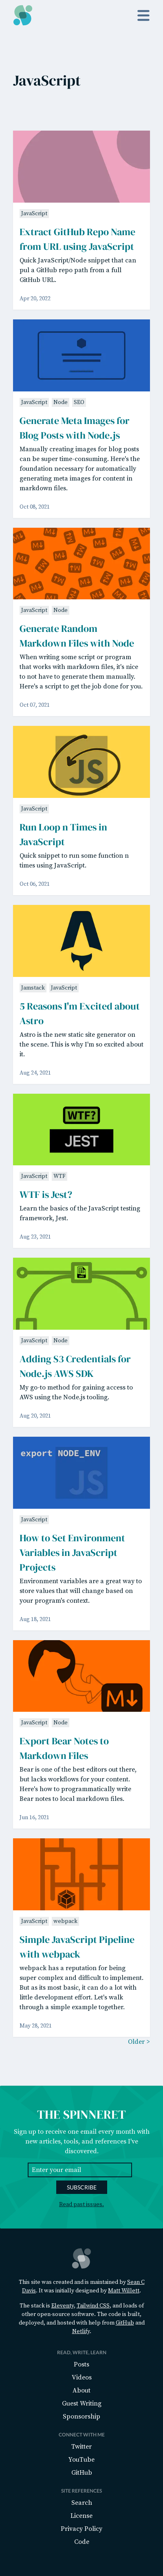 JavaScript
JavaScript
Extract GitHub Repo Name
from URL using JavaScript
Quick JavaScript/Node snippet that can
put a GitHub repo path from a full
GitHub URL.
Apr 20, 2022
JavaScript Node SEO
Generate Meta Images for
Blog Posts with Node.js
Manually creating images for blog posts
can be super time-consuming. Here's the
foundation necessary for automatically
generating meta images for content in
markdown files.
Oct 08, 2021
JavaScript Node
Generate Random
Markdown Files with Node
When writing some script or program
that works with markdown files, it's nice
to not have to generate them manually.
Here's a script to get the job done for you.
Oct 07, 2021
JS
JavaScript
Run Loop n Times in
JavaScript
Quick snippet to run some function n
times using JavaScript.
Oct 06, 2021
Jamstack JavaScript
5 Reasons I'm Excited about
Astro
Astro is the new static site generator on
the scene. This is why I'm so excited about
it.
Aug 24, 2021
WTF?
JEST
JavaScript WTF
WTF is Jest?
Learn the basics of the JavaScript testing
framework, Jest.
Aug 23, 2021
JavaScript Node
Adding S3 Credentials for
Node.js AWS SDK
My go-to method for gaining access to
AWS using the Node.js tooling.
Aug 20, 2021
export NODE_ENV
JS
JavaScript
How to Set Environment
Variables in JavaScript
Projects
Environment variables are a great way to
store values that will change based on
your program's context.
Aug 18, 2021
M
JavaScript Node
Export Bear Notes to
Markdown Files
Bear is one of the best editors out there,
but lacks workflows for your content.
Here's how to programmatically write
Bear notes to local markdown files.
Jun 16, 2021
JavaScript webpack
Simple JavaScript Pipeline
with webpack
webpack has a reputation for being
super complex and difficult to implement.
But as its most basic, it can do a lot with
little development effort. Let's walk
through a simple example together.
May 28, 2021
Older >
THE SPINNERET
Sign up to receive one email every month with
new articles, tools, and references I've
discovered.
Enter your email
SUBSCRIBE
Read past issues.
This site was created and is maintained by Sean C
Davis. It was initially designed by Matt Willett.
The stack is Eleventy, Tailwind CSS, and loads of
other open-source software. The code is built,
deployed, and hosted with help from GitHub and
Netlify.
READ, WRITE, LEARN
Posts
Videos
About
Guest Writing
Sponsorship
CONNECT WITH ME
Twitter
YouTube
GitHub
SITE REFERENCES
Search
License
Privacy Policy
Code